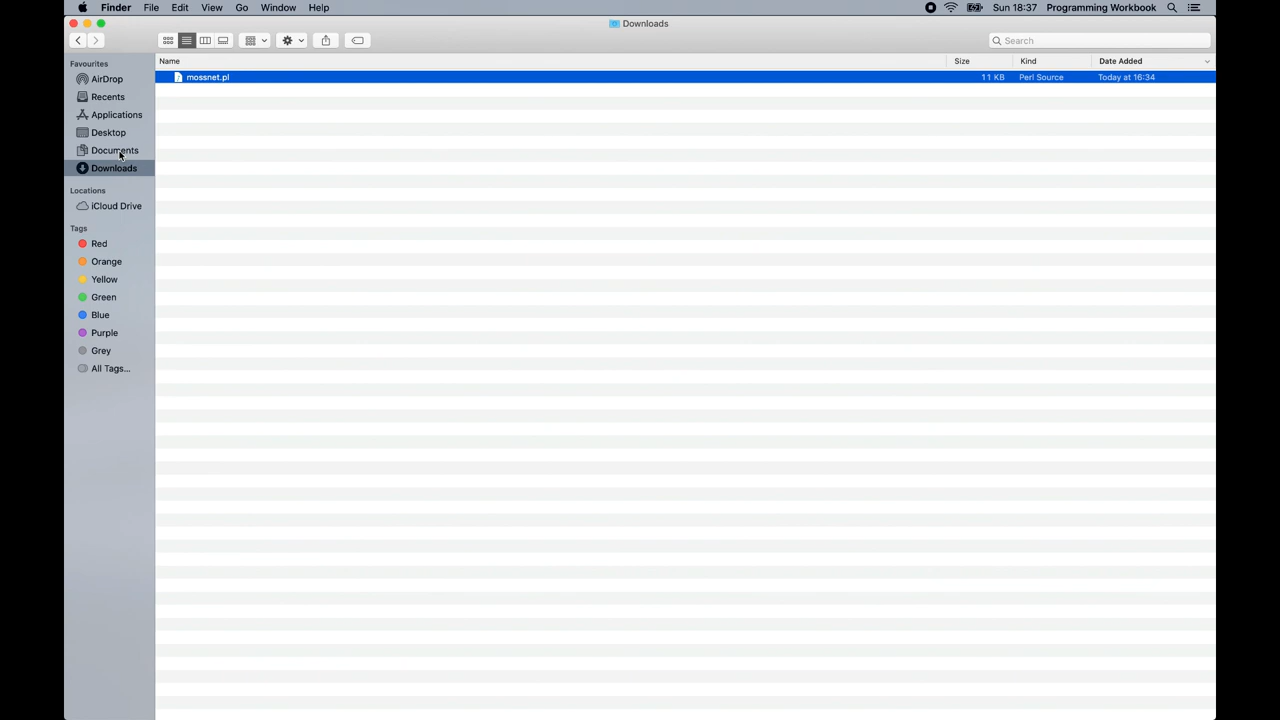 Finder File Edit View Go Window Help Sun 18:37 Programming Workbook
Downloads
Search
Favourites
AirDrop
Recents
Applications
Desktop
Documents
Downloads
Locations
iCloud Drive
Tags
Red
Orange
Yellow
Green
Blue
Purple
Grey
All Tags...
Name Size Kind Date Added
mossnet.pl 11 KB Perl Source Today at 16:34